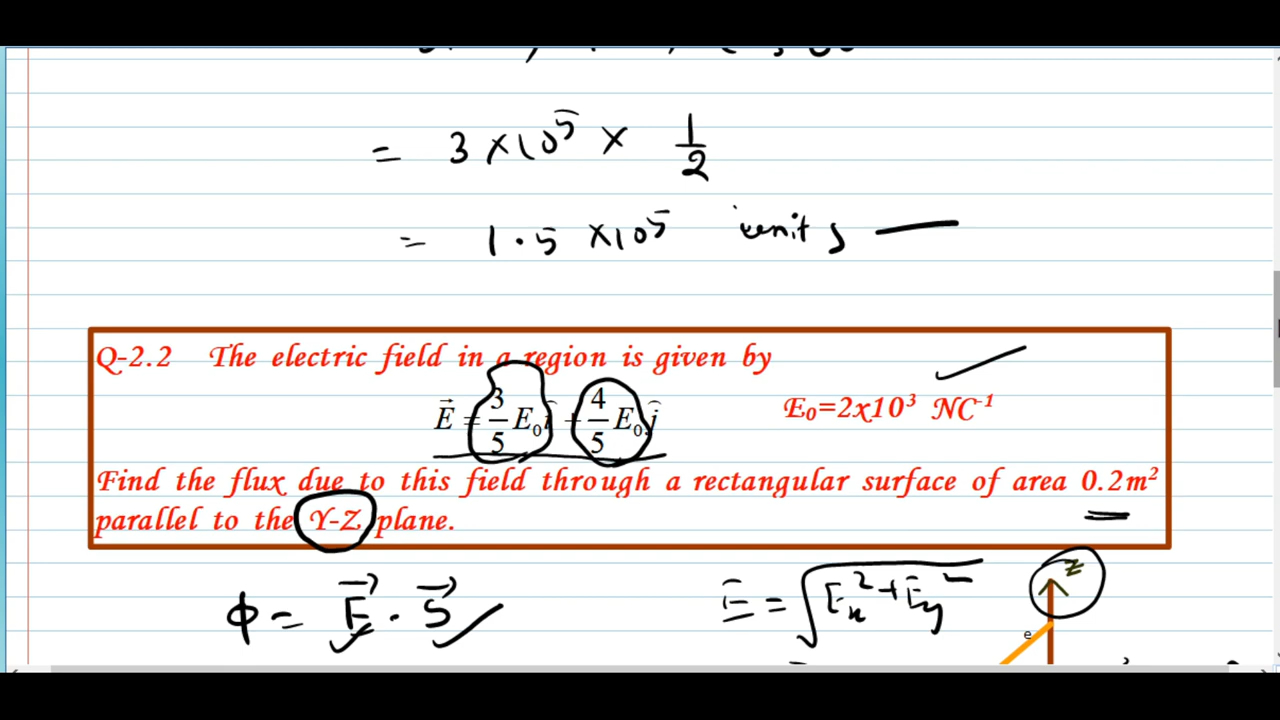 = 3 × 10⁵ × 1/2
= 1.5 × 10⁵ units
Q-2.2 The electric field in a region is given by
E⃗ = 3/5 E₀î + 4/5 E₀ĵ E₀=2x10³ NC⁻¹
Find the flux due to this field through a rectangular surface of area 0.2m²
parallel to the Y-Z plane.
Φ = E⃗ . S⃗ E = √(Ex² + Ey²) Z
e